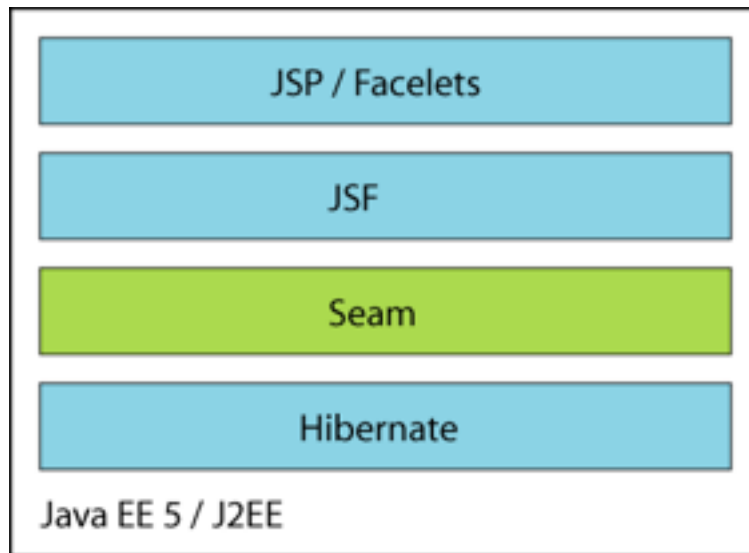 JSP / Facelets
JSF
Seam
Hibernate
Java EE 5 / J2EE